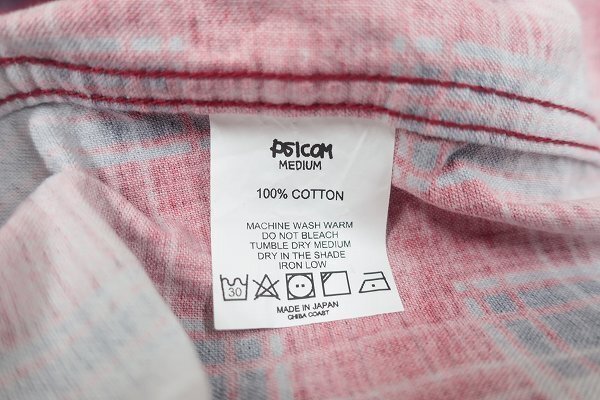 PSICOM
MEDIUM
100% COTTON
MACHINE WASH WARM
DO NOT BLEACH
TUMBLE DRY MEDIUM
DRY IN THE SHADE
IRON LOW
30
MADE IN JAPAN
CHIBA COAST